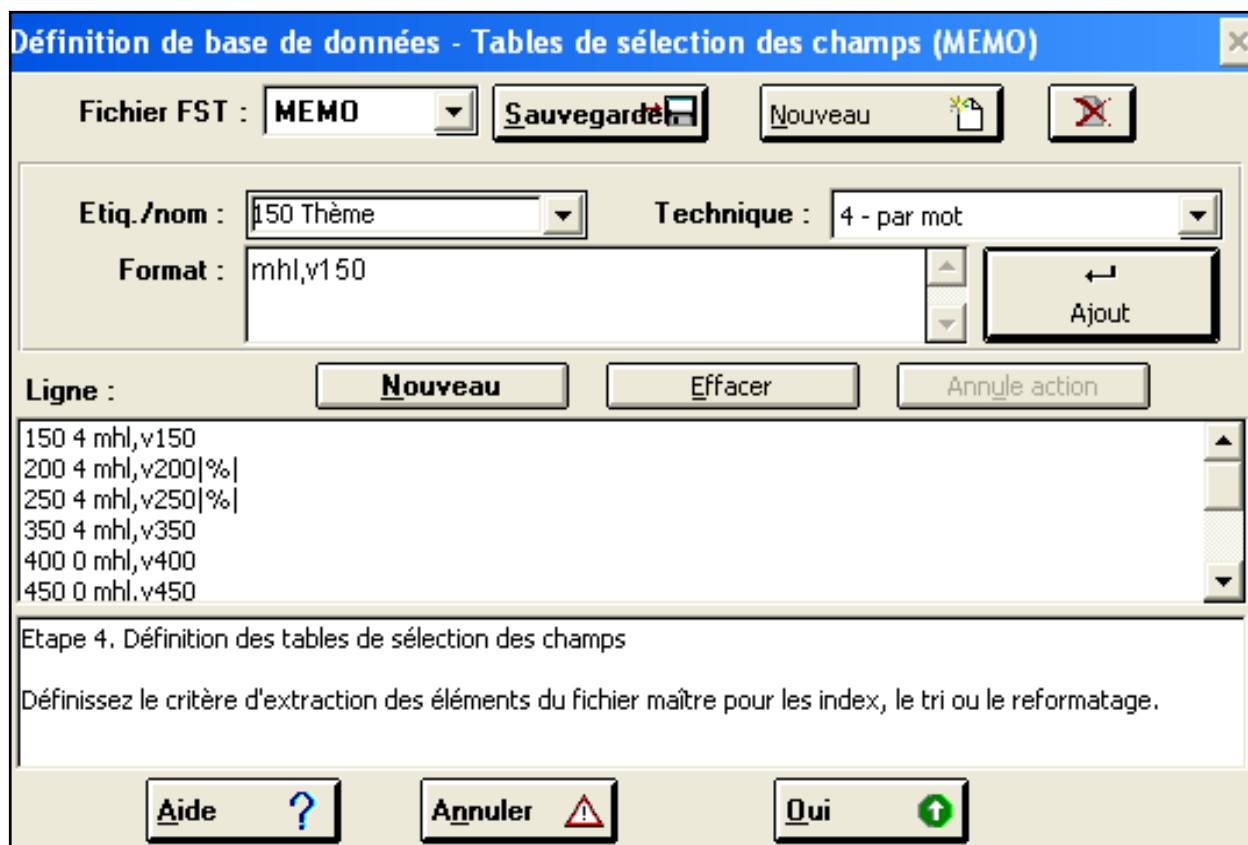 Définition de base de données - Tables de sélection des champs (MEMO)
Fichier FST : MEMO Sauvegarde Nouveau
Etiq./nom : 150 Thème Technique : 4 - par mot
Format : mhl,v150
Ajout
Ligne : Nouveau Effacer Annule action
150 4 mhl,v150
200 4 mhl,v200|%|
250 4 mhl,v250|%|
350 4 mhl,v350
400 0 mhl,v400
450 0 mhl,v450
Etape 4. Définition des tables de sélection des champs
Définissez le critère d'extraction des éléments du fichier maître pour les index, le tri ou le reformatage.
Aide ? Annuler Oui